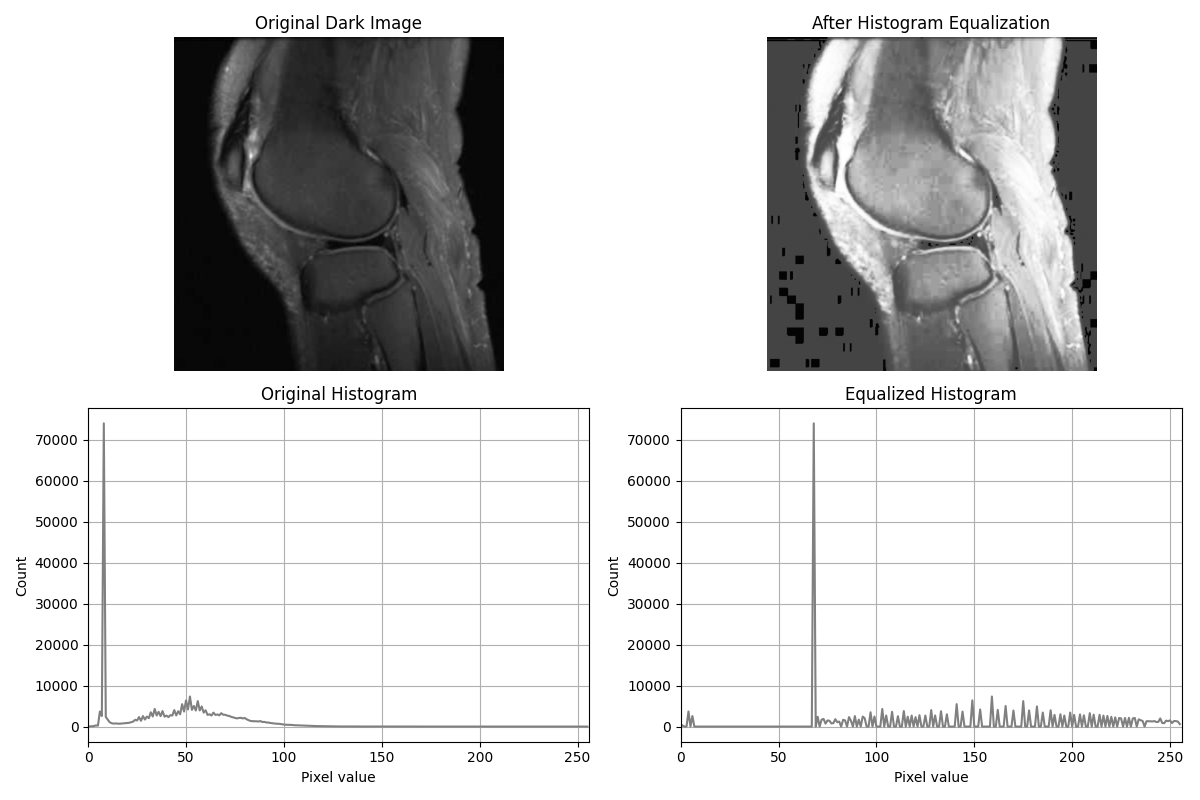 Original Dark Image
After Histogram Equalization
Original Histogram
Equalized Histogram
70000
60000
50000
40000
30000
20000
10000
0
Count
0 50 100 150 200 250
Pixel value
70000
60000
50000
40000
30000
20000
10000
0
Count
0 50 100 150 200 250
Pixel value